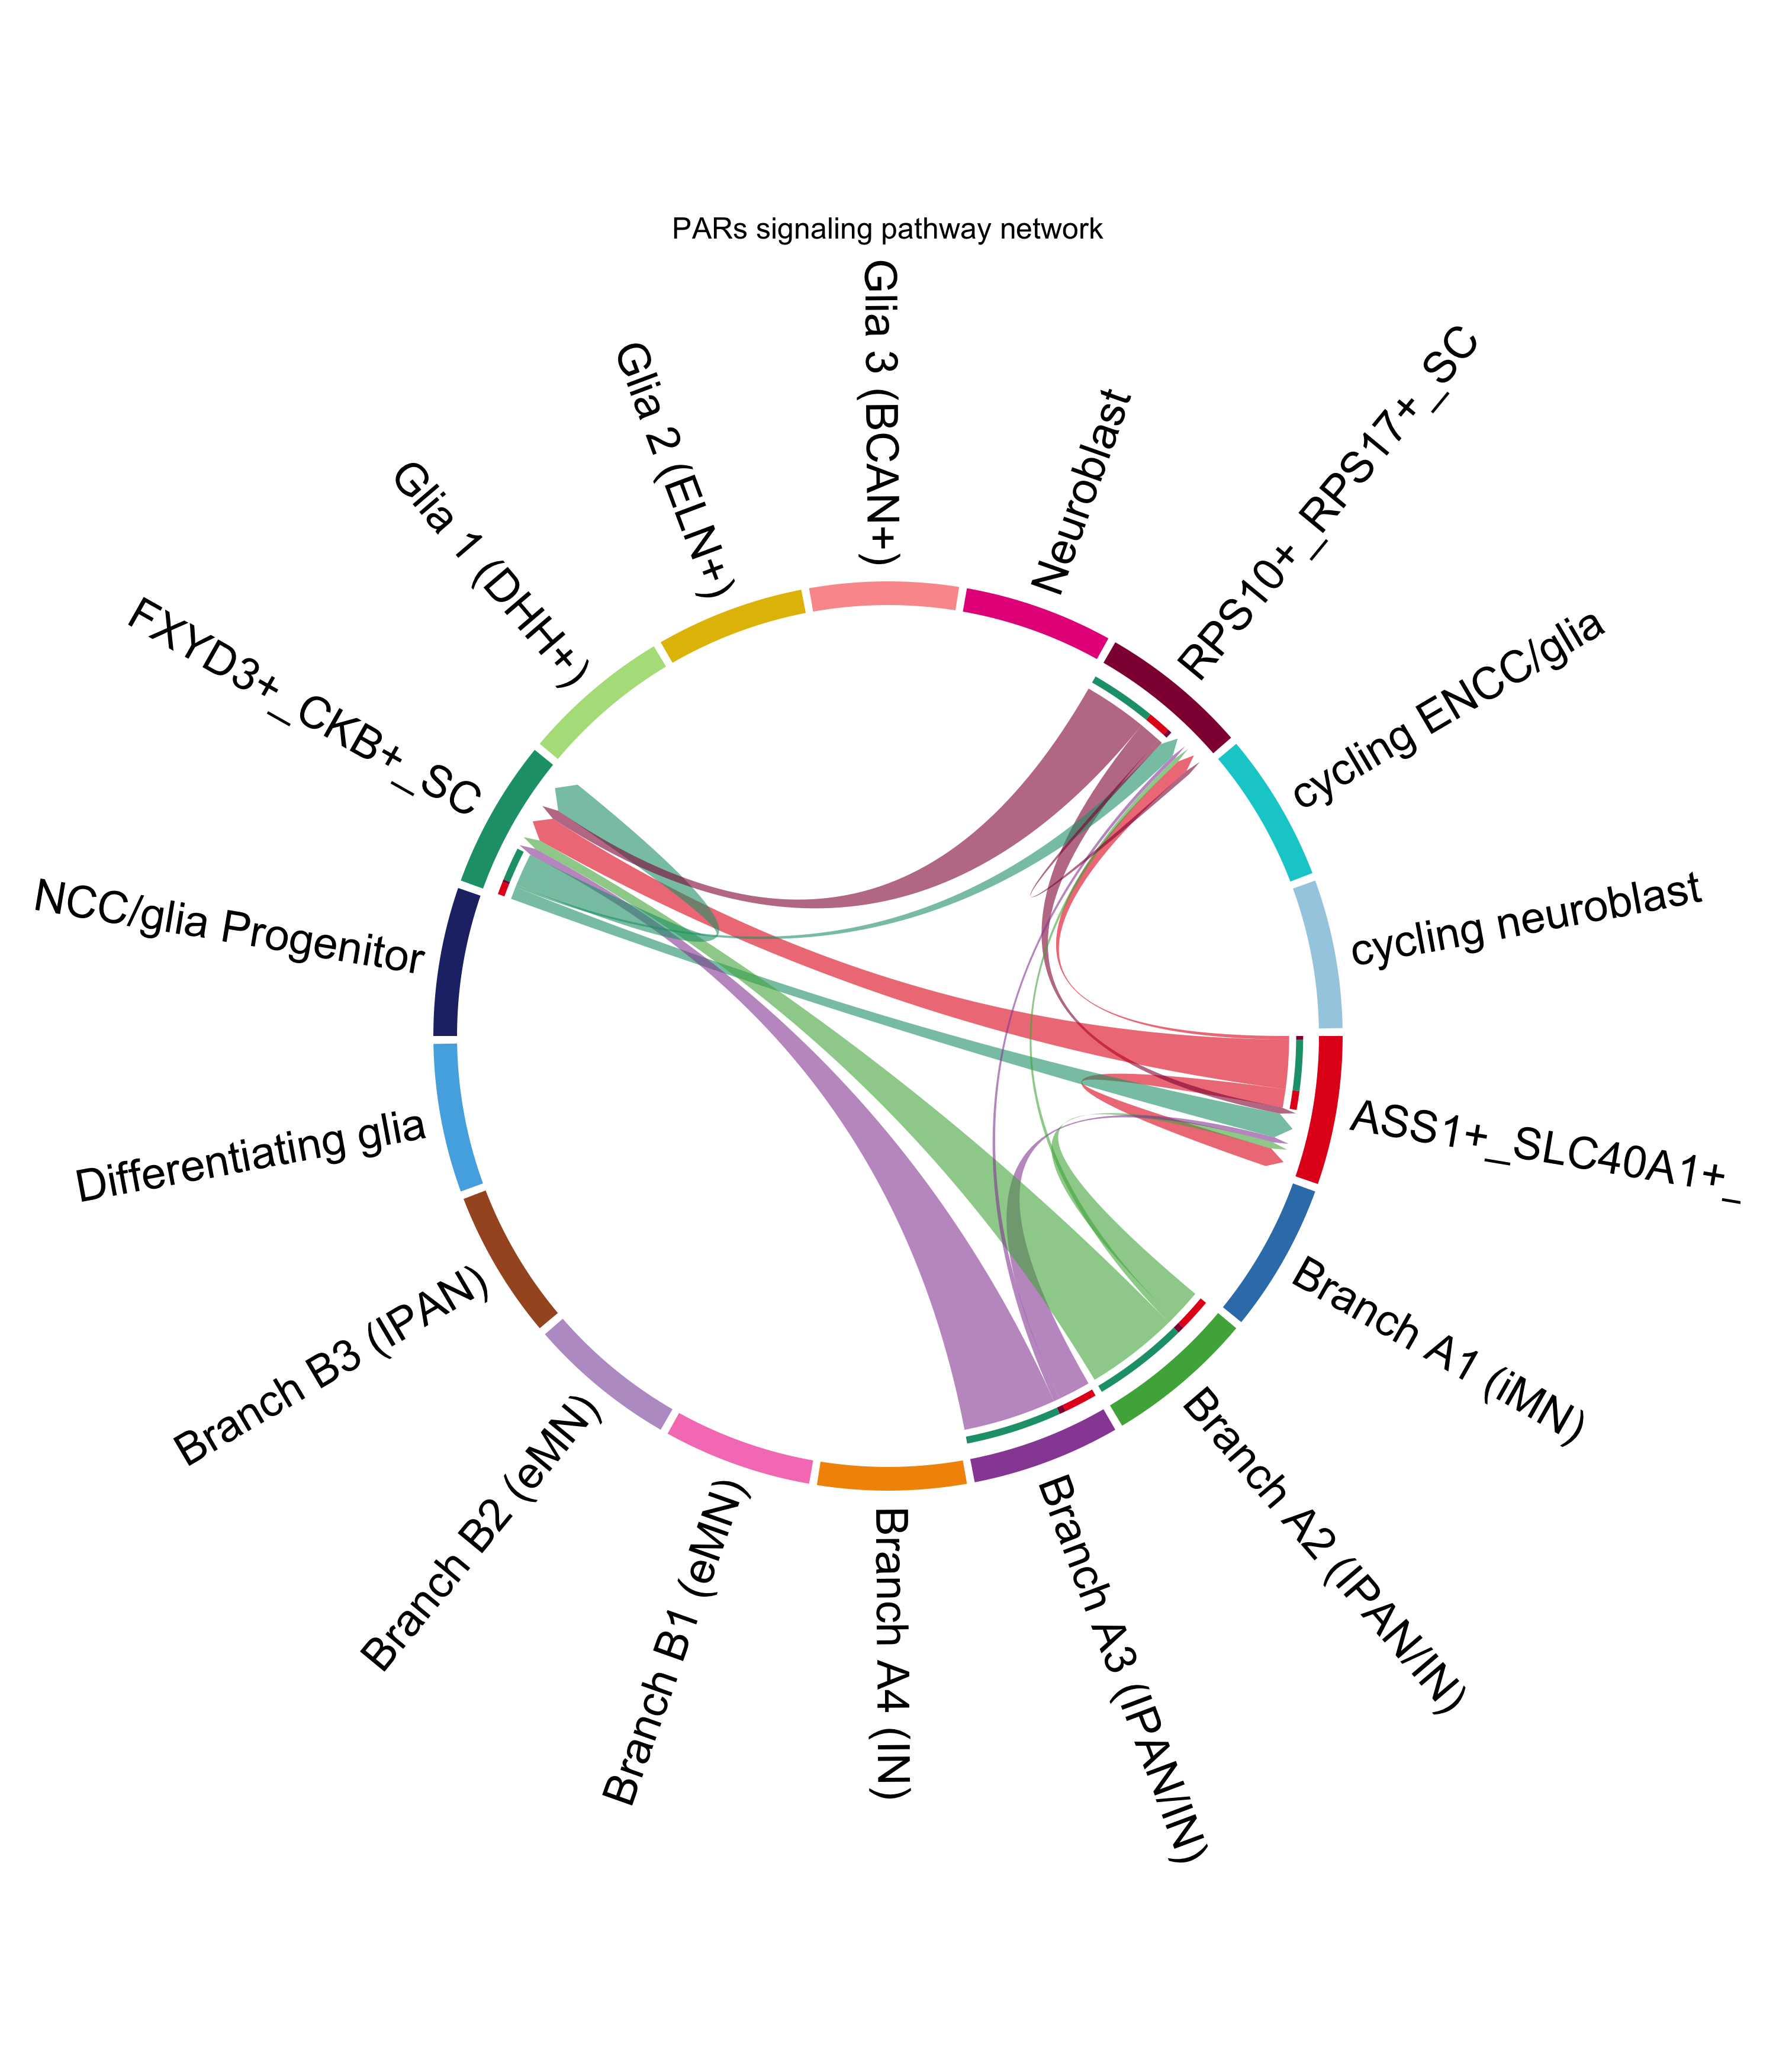 PARs signaling pathway network
Glia 3 (BCAN+)
Neuroblast
RPS10+_RPS17+_SC
cycling ENCC/glia
cycling neuroblast
ASS1+_SLC40A1+_
Branch A1 (iMN)
Branch A2 (IPAN/IN)
Branch A3 (IPAN/IN)
Branch A4 (IN)
Branch B1 (eMN)
Branch B2 (eMN)
Branch B3 (IPAN)
Differentiating glia
NCC/glia Progenitor
FXYD3+_CKB+_SC
Glia 1 (DHH+)
Glia 2 (ELN+)